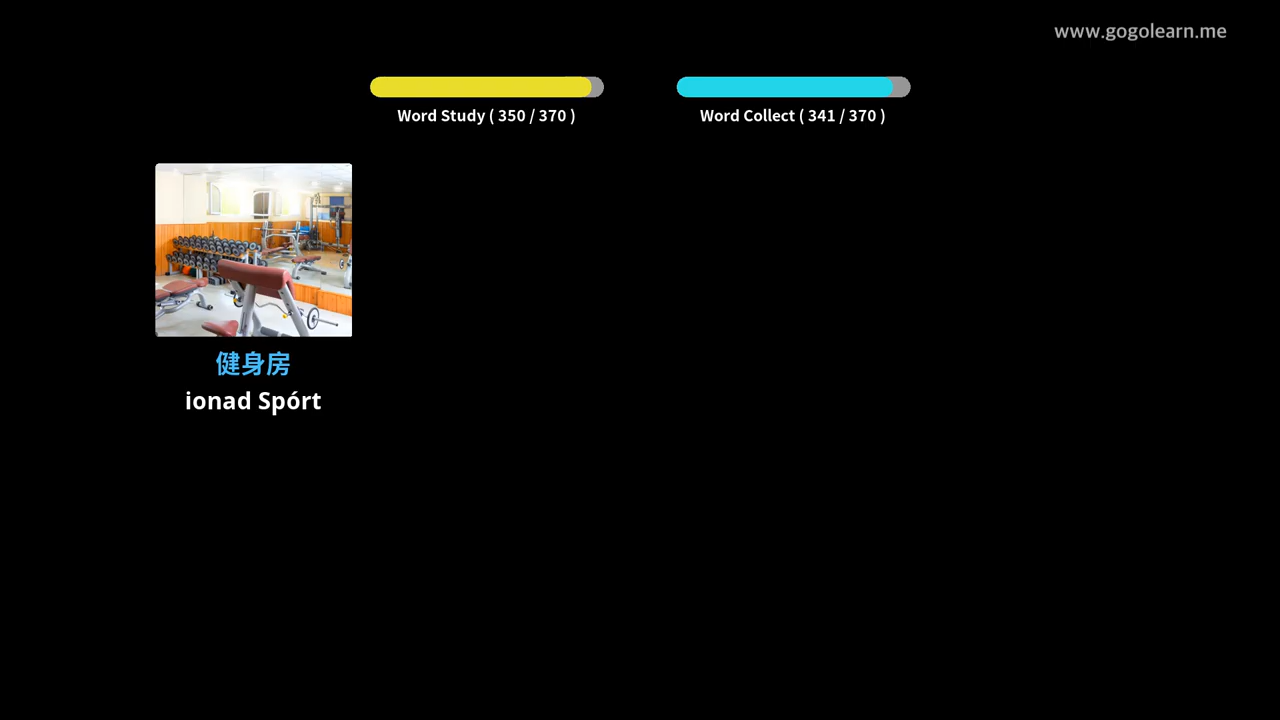 www.gogolearn.me
Word Study ( 350 / 370 )
Word Collect ( 341 / 370 )
健身房
ionad Spórt